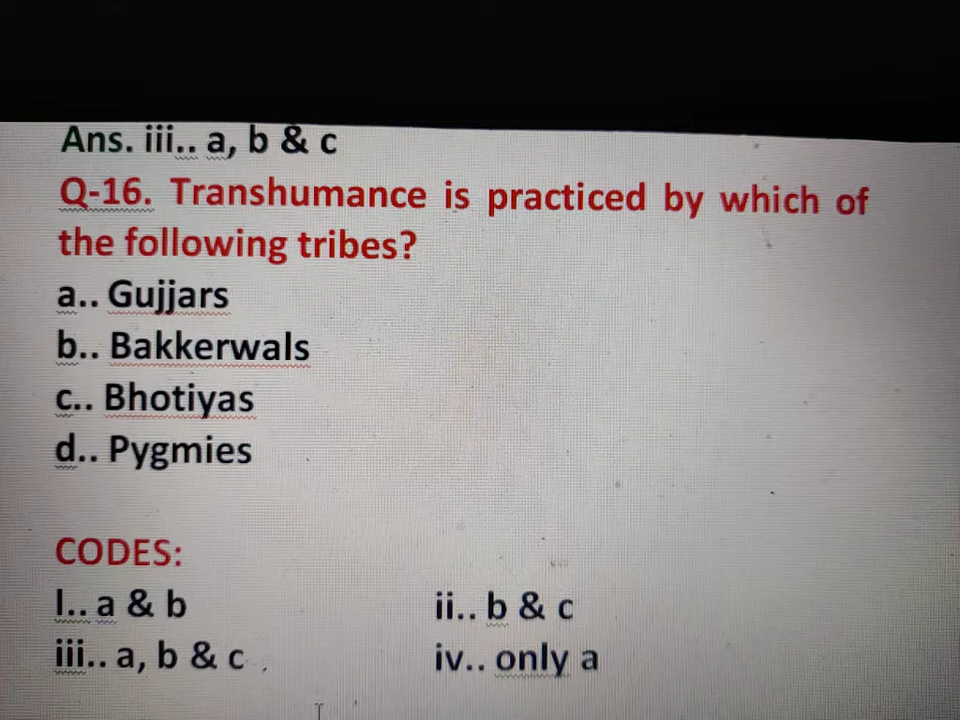 Ans. iii.. a, b & c
Q-16. Transhumance is practiced by which of
the following tribes?
a.. Gujjars
b.. Bakkerwals
c.. Bhotiyas
d.. Pygmies
CODES:
I.. a & b ii.. b & c
iii.. a, b & c iv.. only a